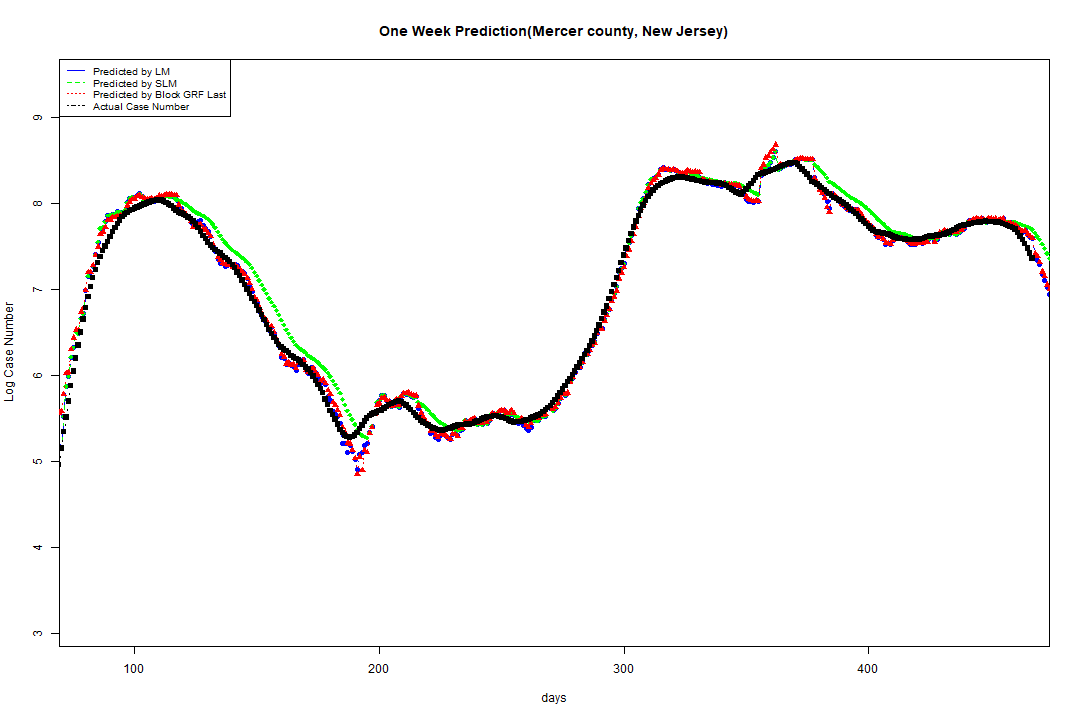 One Week Prediction(Mercer county, New Jersey)
Predicted by LM
Predicted by SLM
Predicted by Block GRF Last
Actual Case Number
9
8
7
6
5
4
3
Log Case Number
100 200 300 400
days